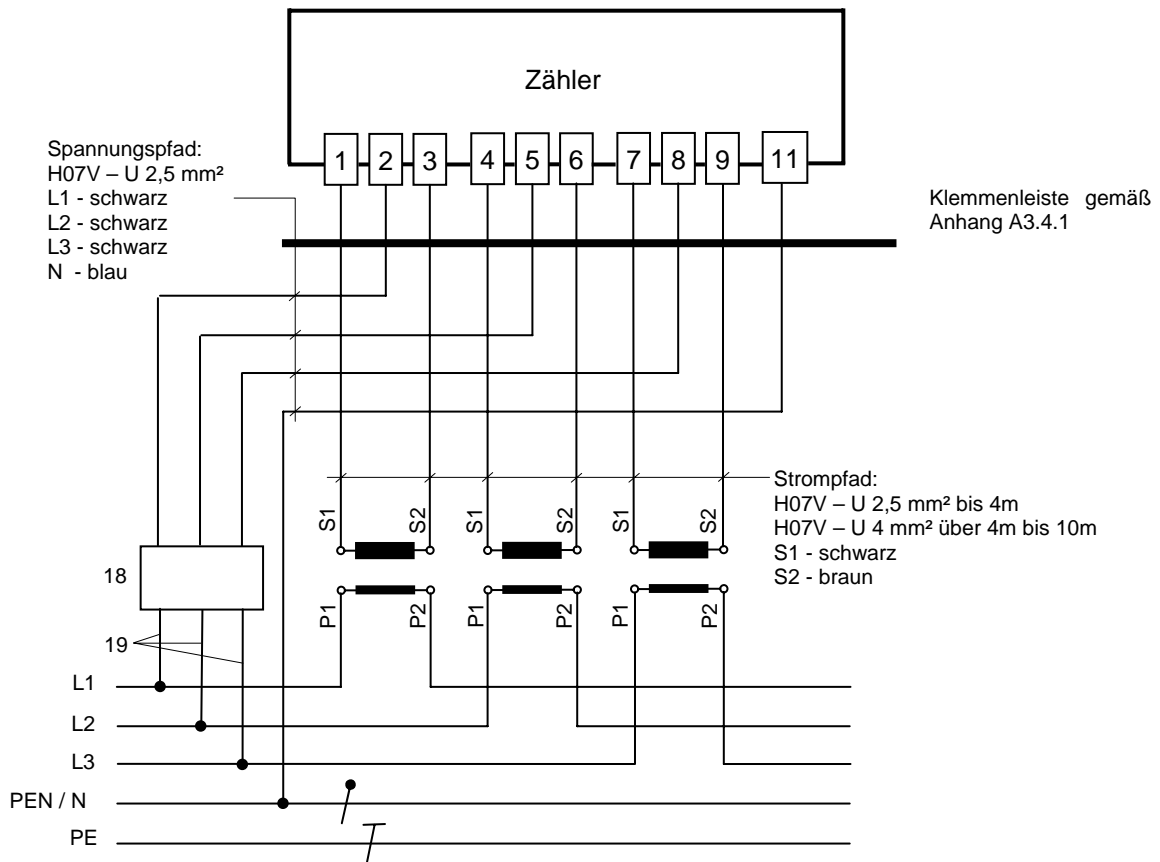 Zähler
1 2 3 4 5 6 7 8 9 11
Spannungspfad:
H07V – U 2,5 mm²
L1 - schwarz
L2 - schwarz
L3 - schwarz
N - blau
Klemmenleiste gemäß
Anhang A3.4.1
Strompfad:
H07V – U 2,5 mm² bis 4m
H07V – U 4 mm² über 4m bis 10m
S1 - schwarz
S2 - braun
S1 S2 S1 S2 S1 S2
P1 P2 P1 P2 P1 P2
18
19
L1
L2
L3
PEN / N
PE